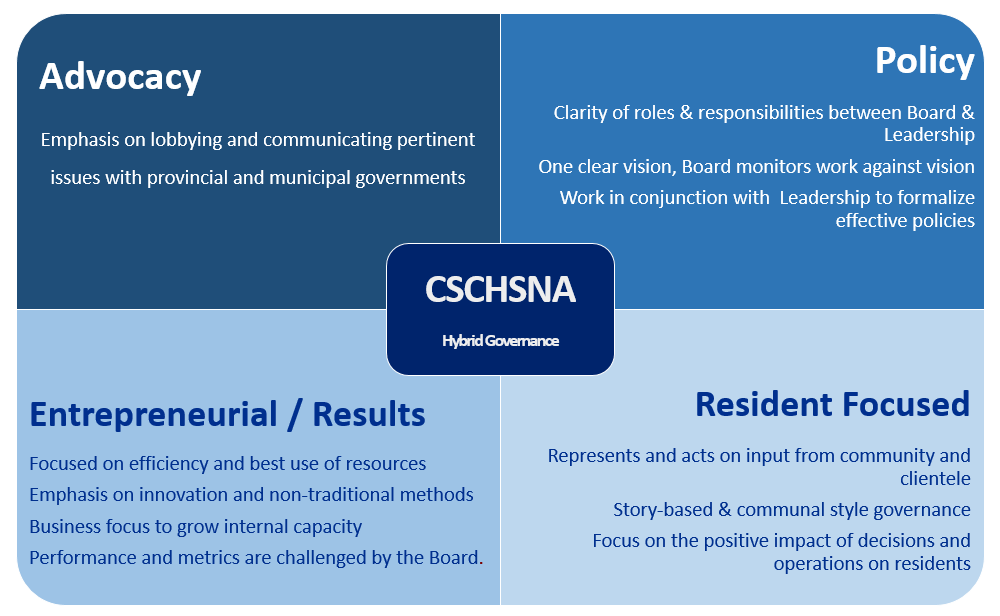 Advocacy
Emphasis on lobbying and communicating pertinent
issues with provincial and municipal governments
Policy
Clarity of roles & responsibilities between Board &
Leadership
One clear vision, Board monitors work against vision
Work in conjunction with  Leadership to formalize
effective policies
CSCHSNA
Hybrid Governance
Entrepreneurial / Results
Focused on efficiency and best use of resources
Emphasis on innovation and non-traditional methods
Business focus to grow internal capacity
Performance and metrics are challenged by the Board.
Resident Focused
Represents and acts on input from community and
clientele
Story-based & communal style governance
Focus on the positive impact of decisions and
operations on residents